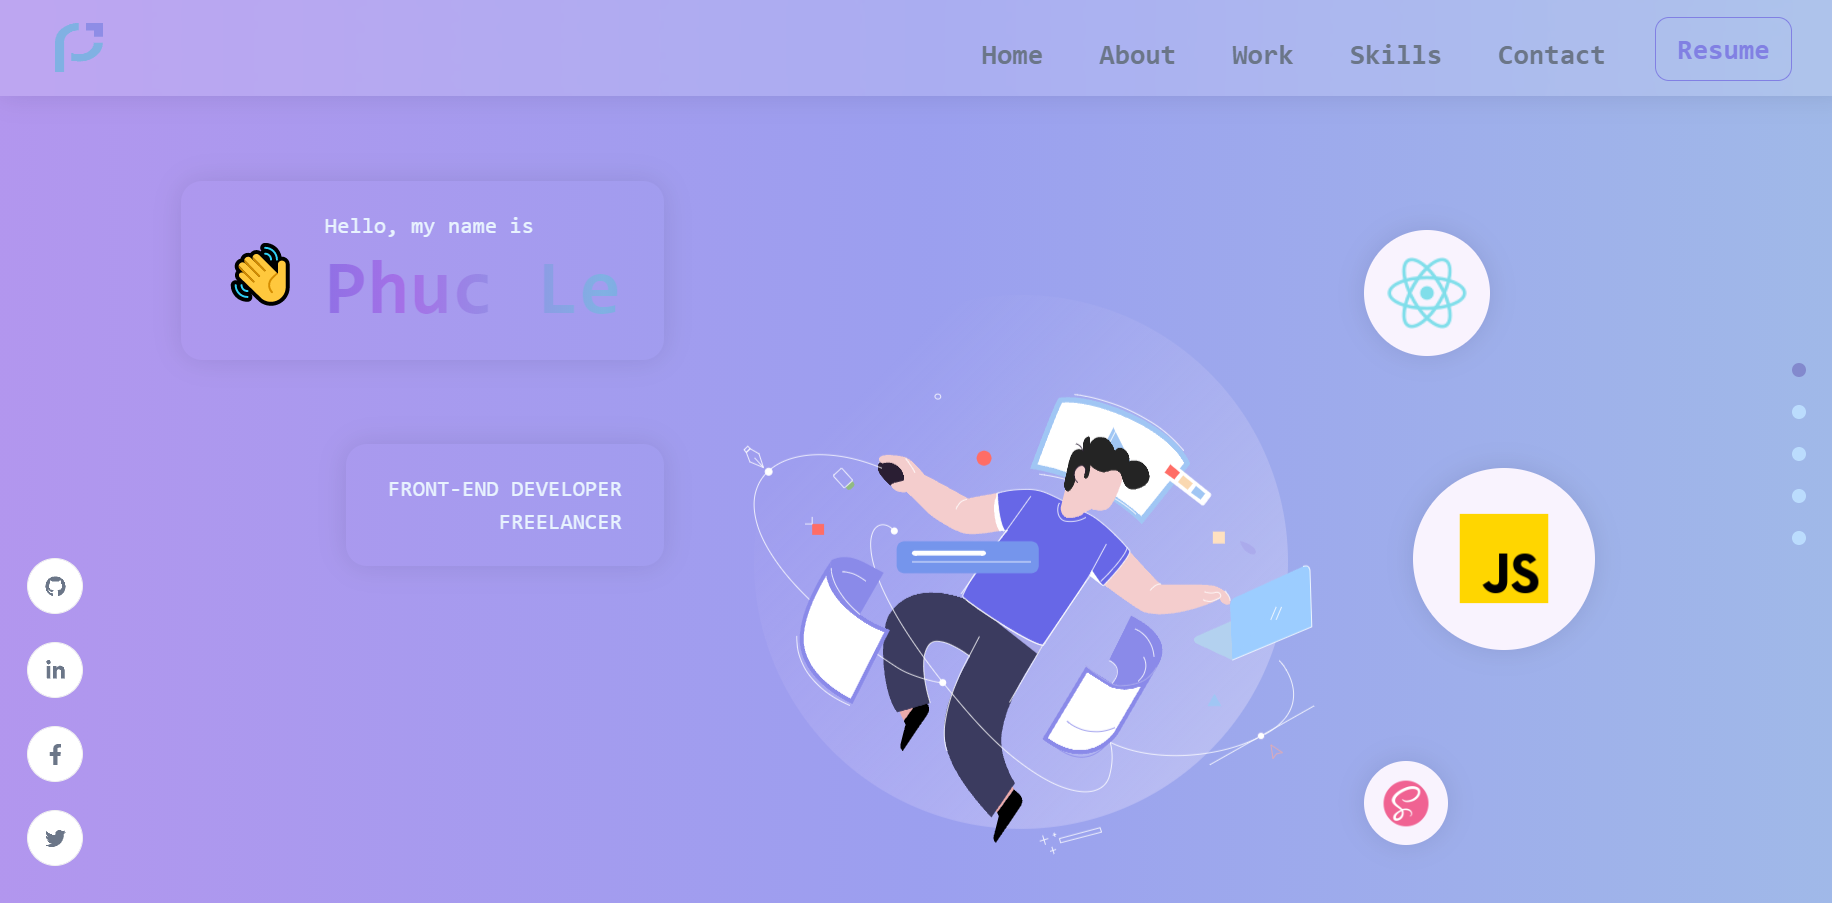 Home About Work Skills Contact Resume
Hello, my name is
Phuc Le
FRONT-END DEVELOPER
FREELANCER
JS